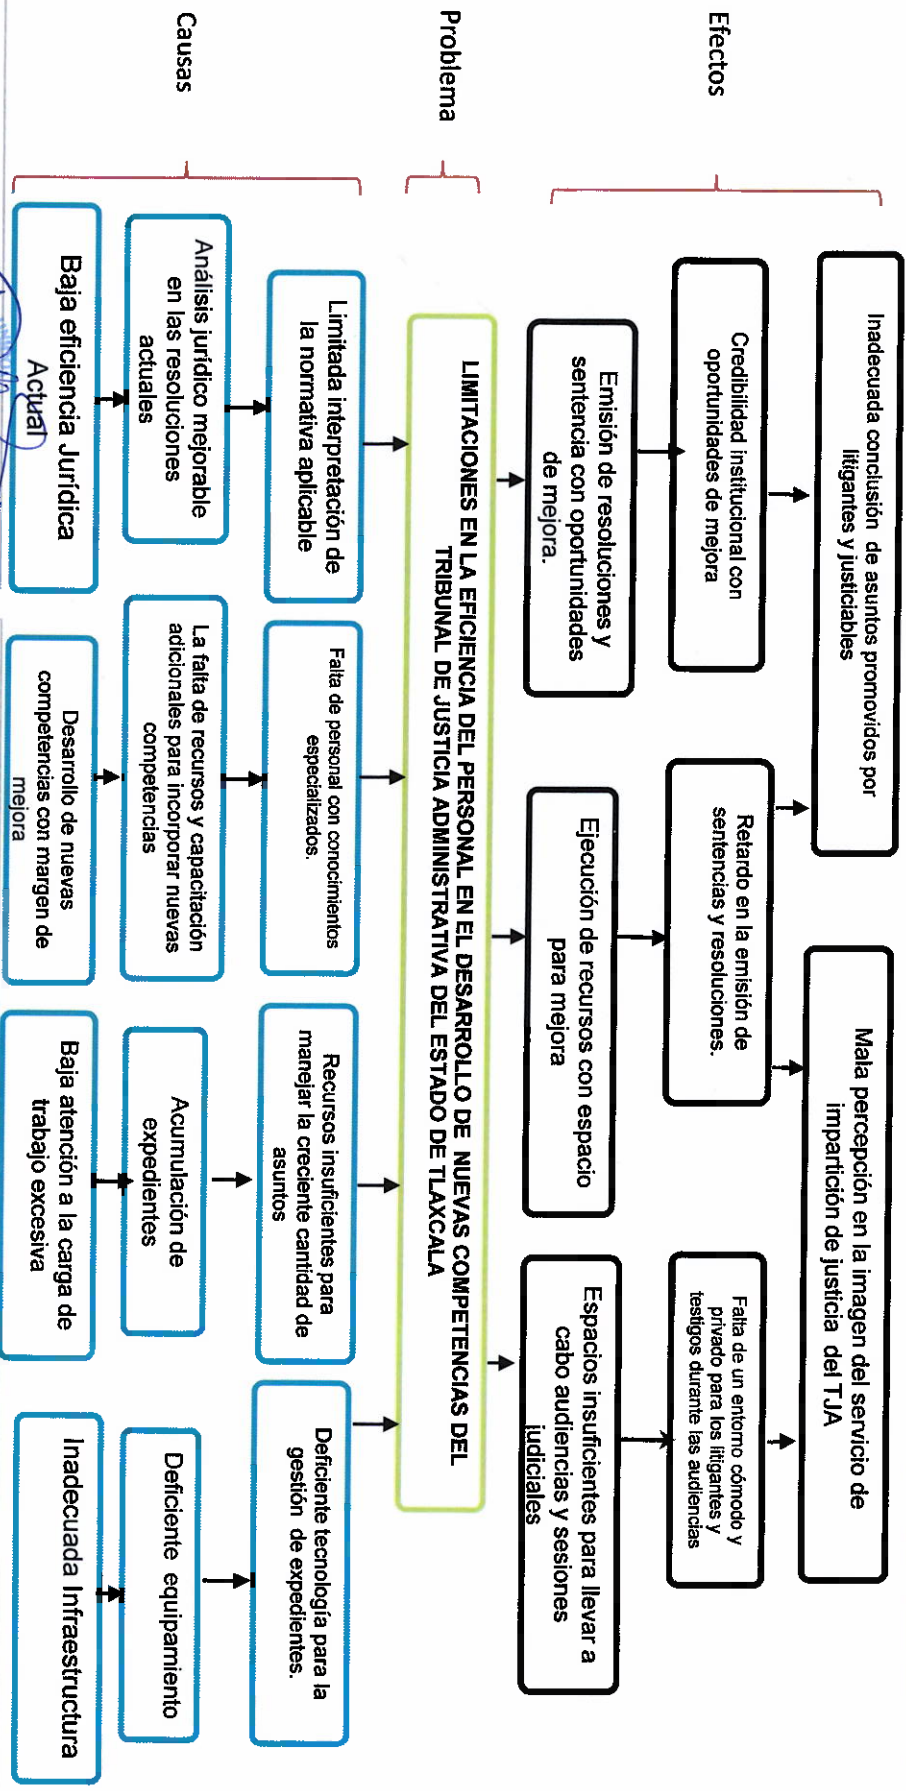 Efectos
Inadecuada conclusión de asuntos promovidos por
litigantes y justiciables
Mala percepción en la imagen del servicio de
impartición de justicia del TJA
Credibilidad institucional con
oportunidades de mejora
Retardo en la emisión de
sentencias y resoluciones.
Falta de un entorno cómodo y
privado para los litigantes y
testigos durante las audiencias
Emisión de resoluciones y
sentencia con oportunidades
de mejora.
Ejecución de recursos con espacio
para mejora
Espacios insuficientes para llevar a
cabo audiencias y sesiones
judiciales
Problema
LIMITACIONES EN LA EFICIENCIA DEL PERSONAL EN EL DESARROLLO DE NUEVAS COMPETENCIAS DEL
TRIBUNAL DE JUSTICIA ADMINISTRATIVA DEL ESTADO DE TLAXCALA
Causas
Limitada interpretación de
la normativa aplicable
Falta de personal con conocimientos
especializados.
Recursos insuficientes para
manejar la creciente cantidad de
asuntos
Deficiente tecnología para la
gestión de expedientes.
Análisis jurídico mejorable
en las resoluciones
actuales
La falta de recursos y capacitación
adicionales para incorporar nuevas
competencias
Acumulación de
expedientes
Deficiente equipamiento
Baja eficiencia Jurídica
Actual
Desarrollo de nuevas
competencias con margen de
mejora
Baja atención a la carga de
trabajo excesiva
Inadecuada Infraestructura